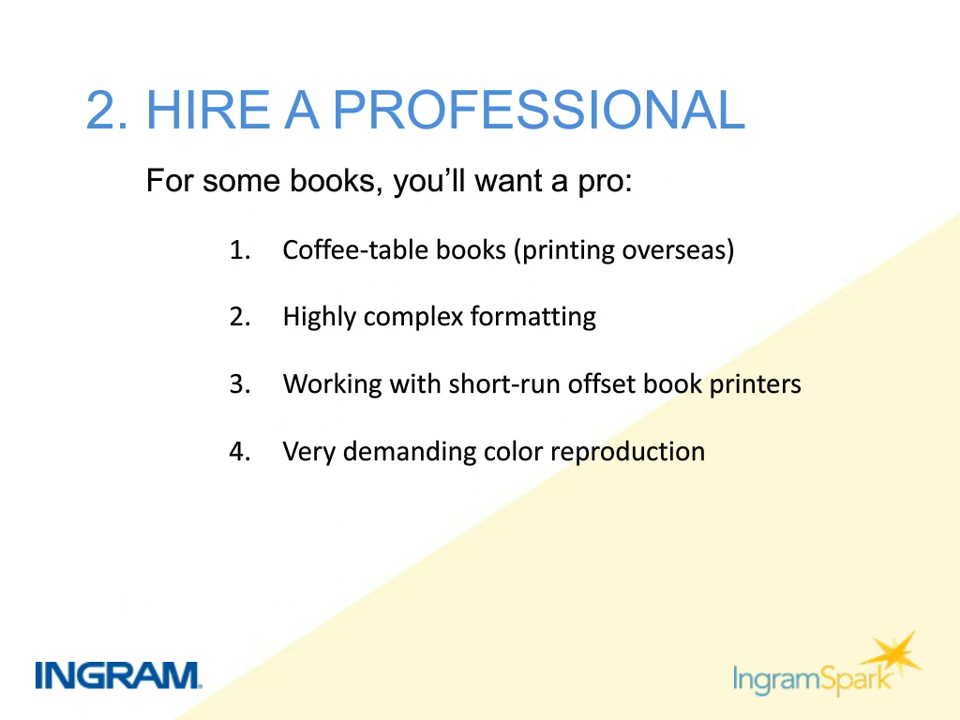 2. HIRE A PROFESSIONAL
For some books, you’ll want a pro:
1. Coffee-table books (printing overseas)
2. Highly complex formatting
3. Working with short-run offset book printers
4. Very demanding color reproduction
INGRAM
IngramSpark